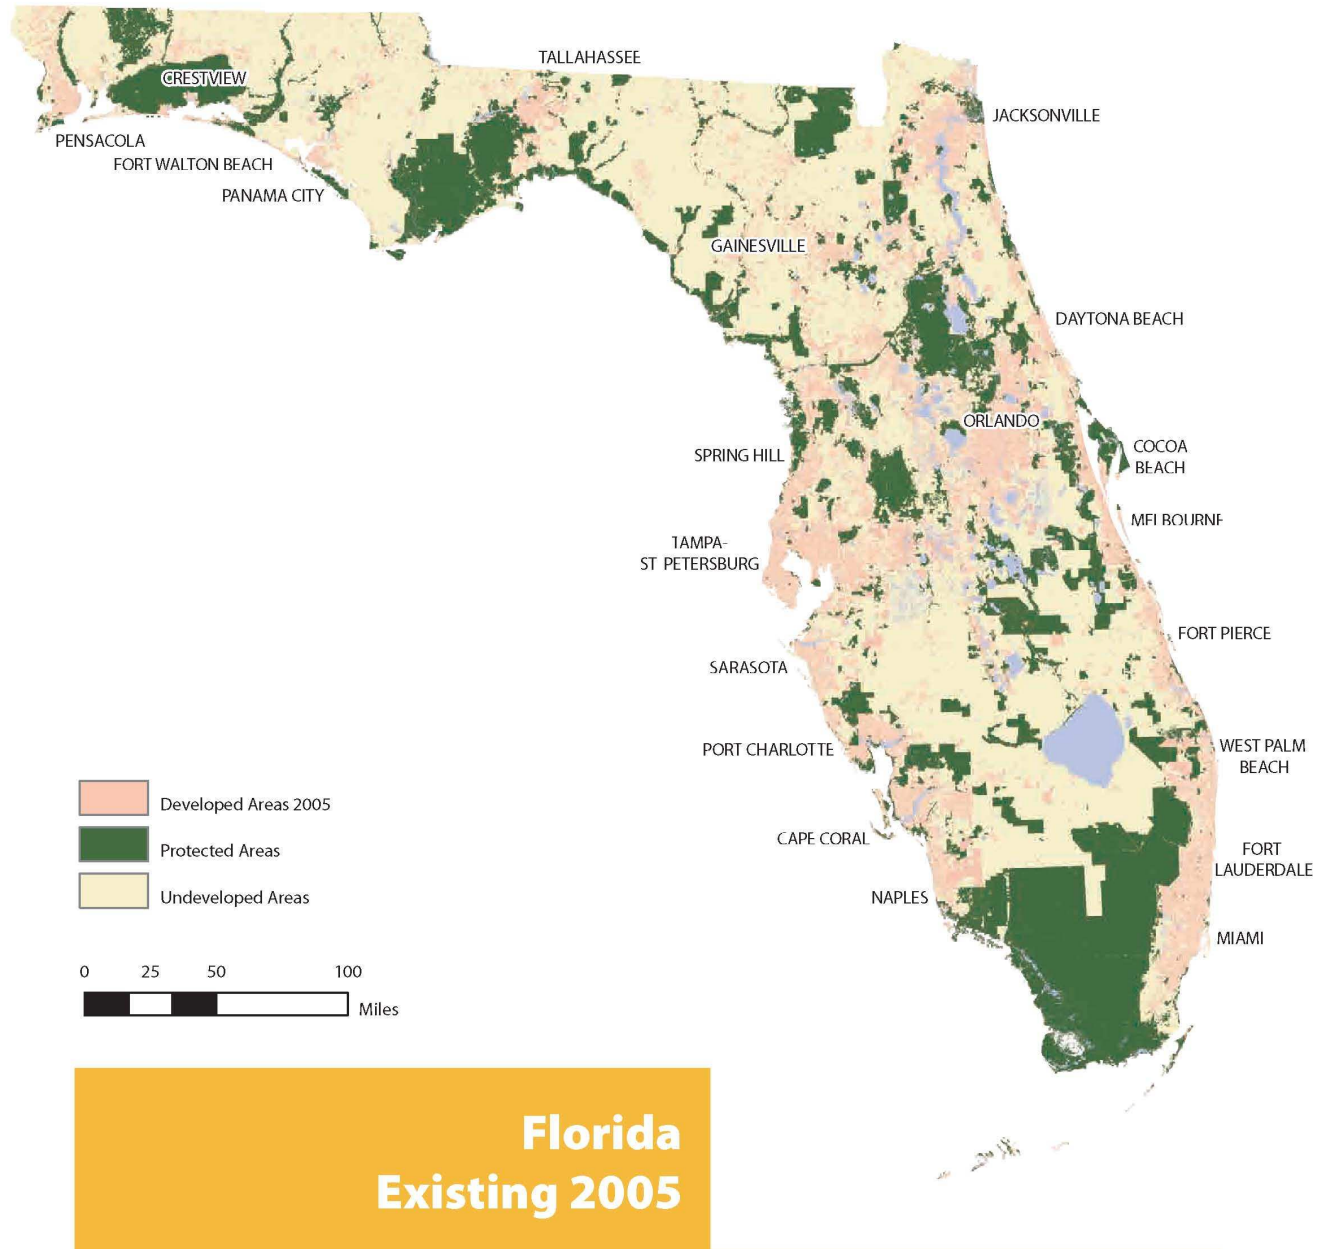 TALLAHASSEE
CRESTVIEW
JACKSONVILLE
PENSACOLA
FORT WALTON BEACH
PANAMA CITY
GAINESVILLE
DAYTONA BEACH
ORLANDO
SPRING HILL
COCOA
BEACH
MELBOURNE
TAMPA-
ST PETERSBURG
FORT PIERCE
SARASOTA
PORT CHARLOTTE
WEST PALM
BEACH
Developed Areas 2005
Protected Areas
Undeveloped Areas
CAPE CORAL
FORT
LAUDERDALE
NAPLES
MIAMI
0 25 50 100
Miles
Florida
Existing 2005